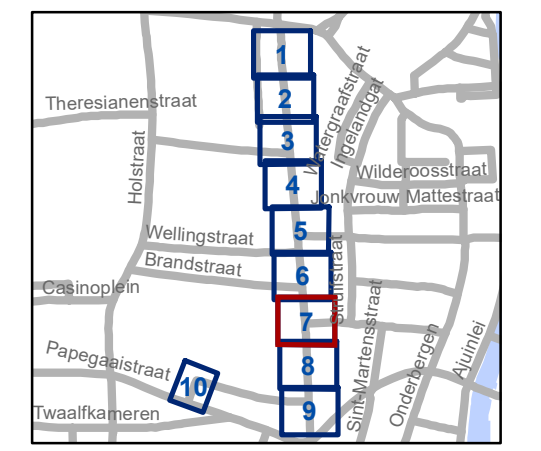 1
2
Theresianenstraat
Watergraafstraat
Ingelandgat
3
Holstraat
Wilderoosstraat
4
Jonkvrouw Mattestraat
5
Wellingstraat
Brandstraat
6
Struifstraat
Casinoplein
7
Sint-Martensstraat
Onderbergen
Ajuinlei
Papegaaistraat
8
10
9
Twaalfkameren